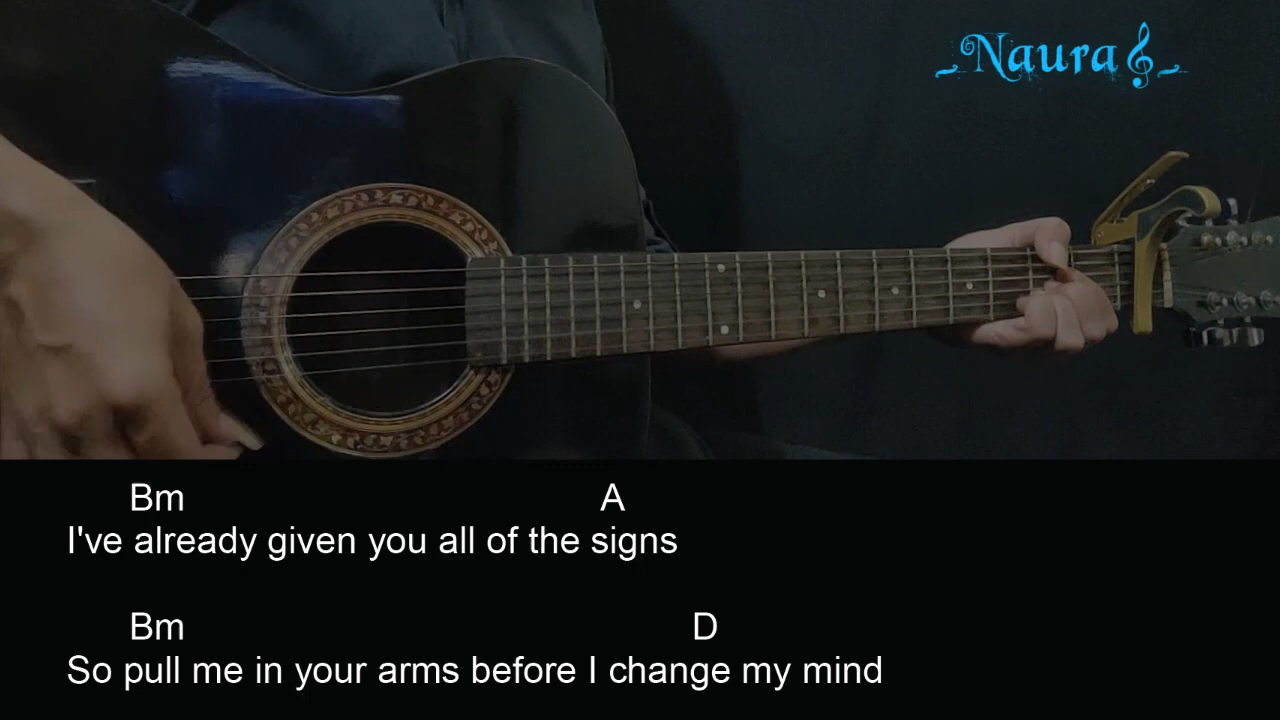 Naura
Bm A
I've already given you all of the signs
Bm D
So pull me in your arms before I change my mind